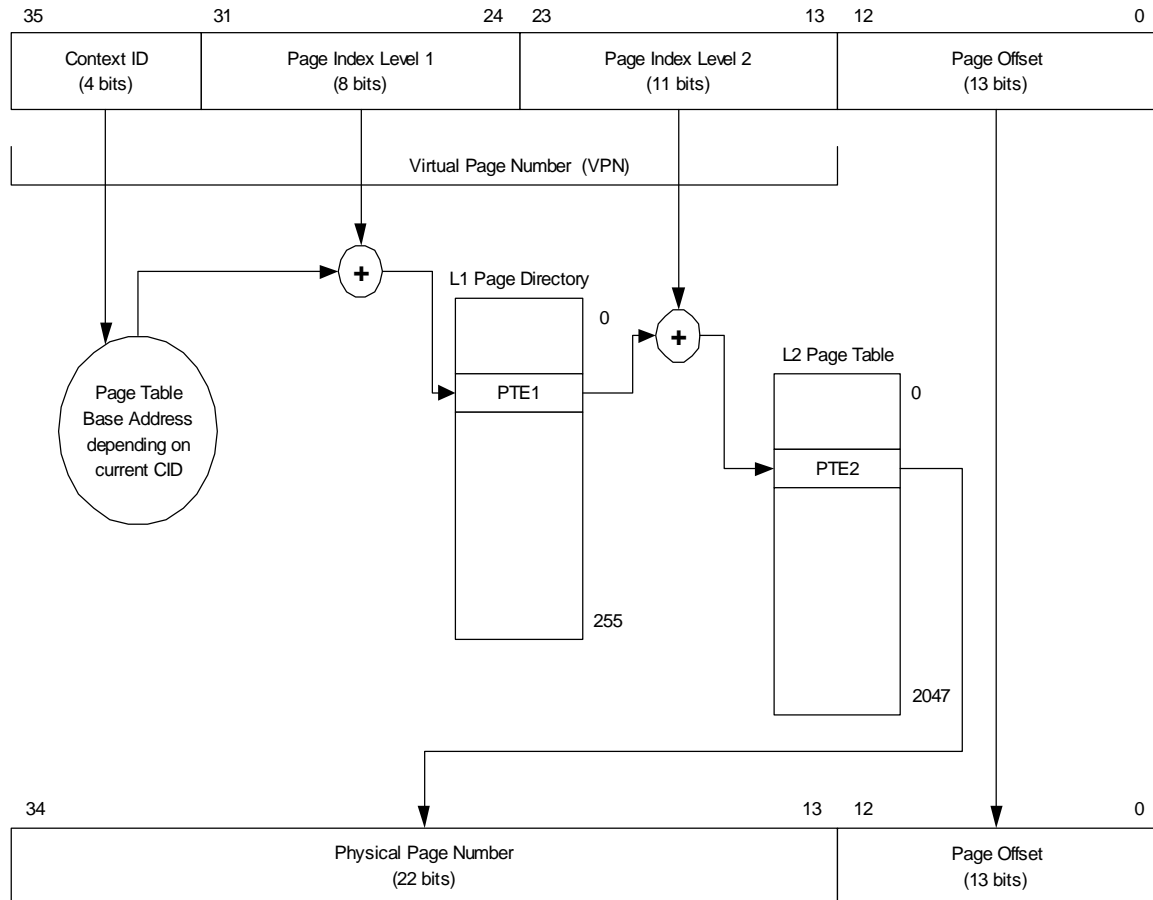 35 31 24 23 13 12 0
Context ID Page Index Level 1 Page Index Level 2 Page Offset
(4 bits) (8 bits) (11 bits) (13 bits)
Virtual Page Number (VPN)
+
L1 Page Directory
0
+
L2 Page Table
Page Table
Base Address
depending on
current CID
PTE1
0
PTE2
255
2047
34 13 12 0
Physical Page Number Page Offset
(22 bits) (13 bits)